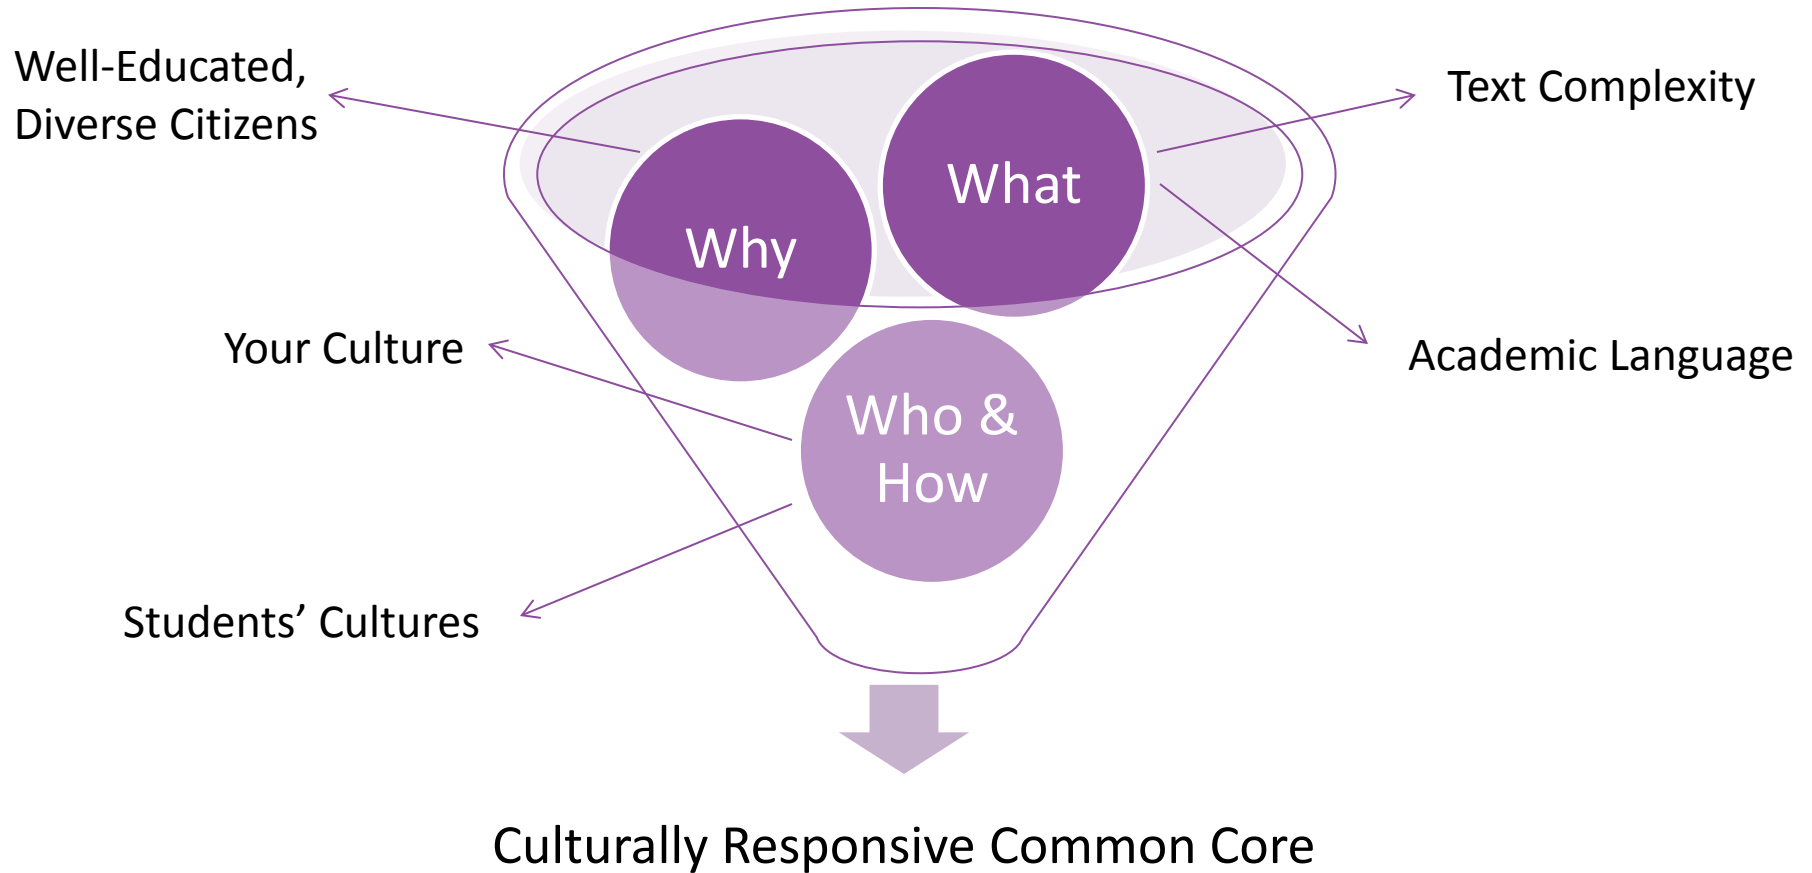 Well-Educated,
Diverse Citizens
Text Complexity
What
Why
Your Culture
Academic Language
Who &
How
Students’ Cultures
Culturally Responsive Common Core